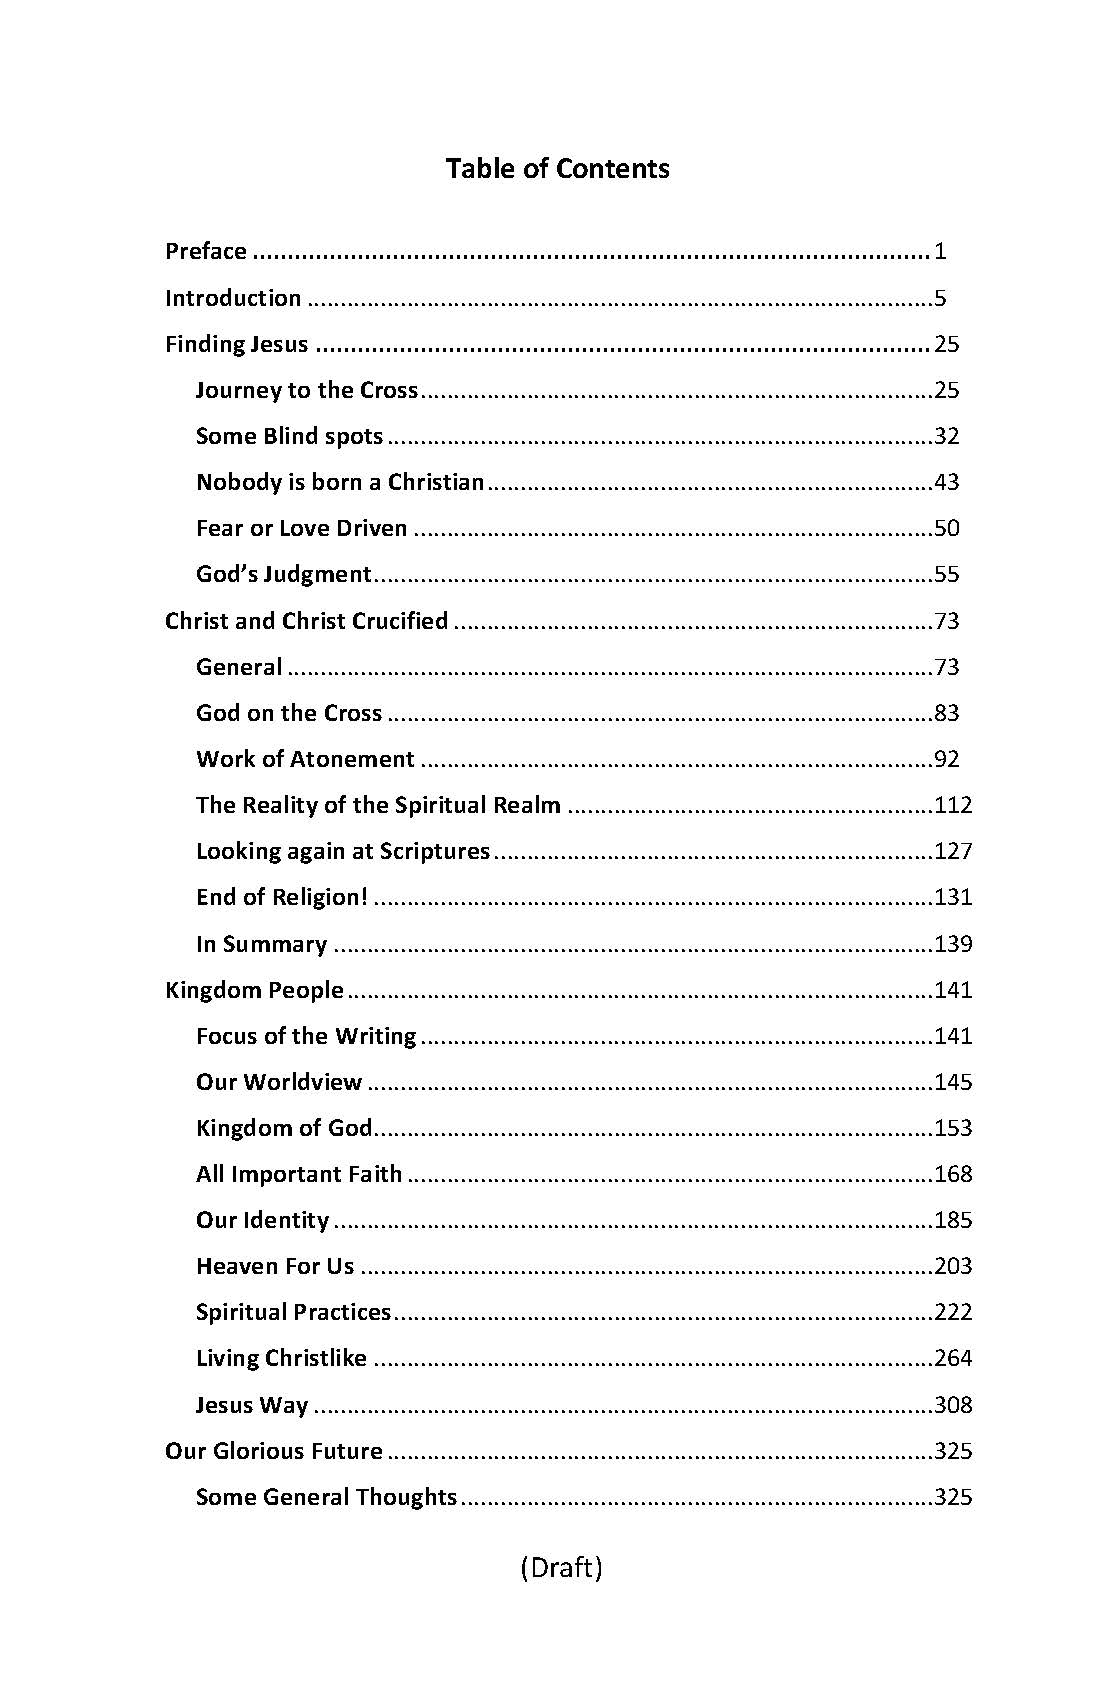 Table of Contents
Preface ................................................................................................. 1
Introduction .............................................................................................5
Finding Jesus ........................................................................................ 25
Journey to the Cross.............................................................................25
Some Blind spots ..................................................................................32
Nobody is born a Christian...................................................................43
Fear or Love Driven ..............................................................................50
God’s Judgment....................................................................................55
Christ and Christ Crucified ........................................................................73
General .................................................................................................73
God on the Cross ..................................................................................83
Work of Atonement .............................................................................92
The Reality of the Spiritual Realm .......................................................112
Looking again at Scriptures..................................................................127
End of Religion! ....................................................................................131
In Summary ..........................................................................................139
Kingdom People........................................................................................141
Focus of the Writing.............................................................................141
Our Worldview .....................................................................................145
Kingdom of God....................................................................................153
All Important Faith ...............................................................................168
Our Identity..........................................................................................185
Heaven For Us ......................................................................................203
Spiritual Practices.................................................................................222
Living Christlike ....................................................................................264
Jesus Way .............................................................................................308
Our Glorious Future ..................................................................................325
Some General Thoughts.......................................................................325
(Draft)